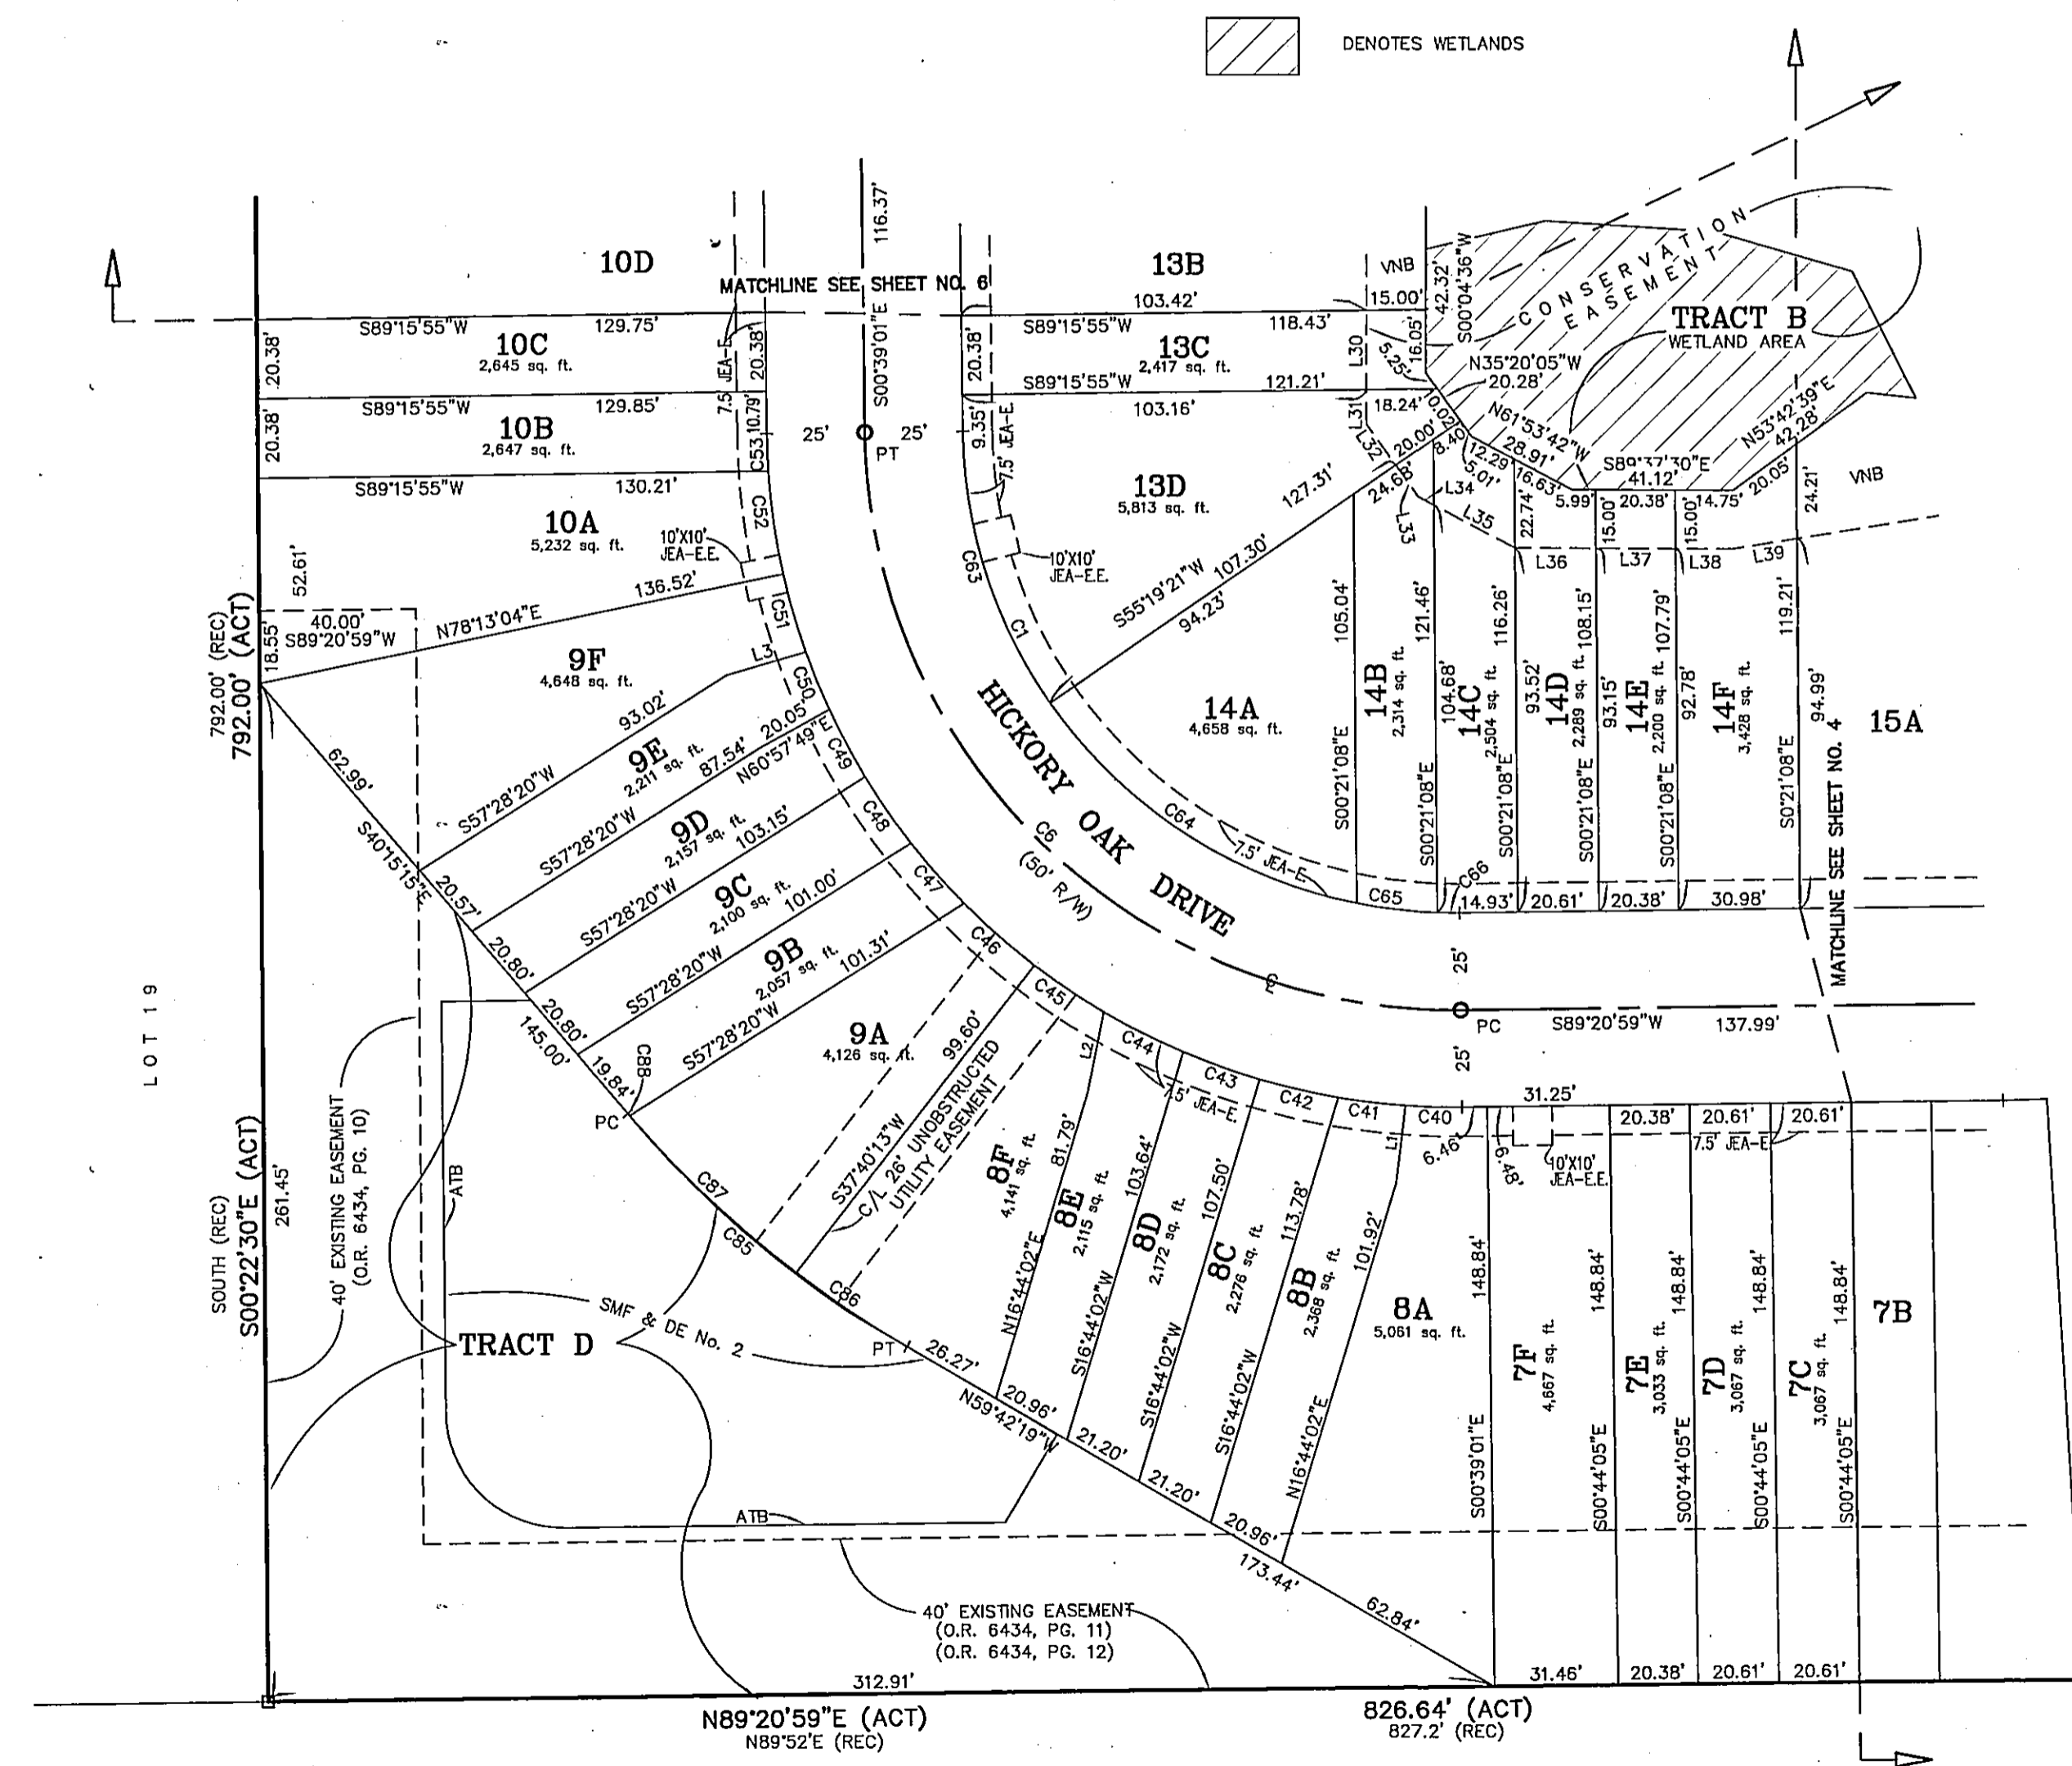 DENOTES WETLANDS
116.37'
10D
MATCHLINE SEE SHEET NO. 6
13B
VNB
CONSERVATION
EASEMENT
TRACT B
WETLAND AREA
S89°15'55"W
129.75'
10C
2,645 sq. ft.
20.38'
7.5' JEA-E
20.38'
S00°39'01"E
103.42'
15.00'
42.32'
S00°04'36"W
S89°15'55"W
118.43'
13C
2,417 sq. ft.
20.38'
L30
16.05'
5.25'
N35°20'05"W
20.28'
S89°15'55"W
129.85'
10B
2,647 sq. ft.
20.38'
10.79'
C53
25'
25'
PT
S89°15'55"W
121.21'
103.16'
18.24'
9.35'
7.5' JEA-E.
L31
L32
10.02'
20.00'
8.40'
N61°53'42"W
28.91'
12.29'
5.01'
16.63'
S89°37'30"E
41.12'
N53°42'39"E
42.28'
20.05'
24.21'
VNB
S89°15'55"W
130.21'
C52
10A
5,232 sq. ft.
10'X10'
JEA-E.E.
13D
5,813 sq. ft.
127.31'
24.68'
L33
L34
L35
22.74'
5.99'
15.00'
20.38'
15.00'
14.75'
L36
L37
L38
L39
C63
10'X10'
JEA-E.E.
52.61'
136.52'
N78°13'04"E
40.00'
S89°20'59"W
18.55'
792.00' (REC)
792.00' (ACT)
C51
C1
S55°19'21"W
107.30'
94.23'
9F
4,648 sq. ft.
L3
C50
14A
4,658 sq. ft.
105.04'
S00°21'08"E
14B
2,314 sq. ft.
121.46'
104.68'
S00°21'08"E
14C
2,504 sq. ft.
116.26'
93.52'
S00°21'08"E
14D
2,289 sq. ft.
108.15'
93.15'
S00°21'08"E
14E
2,200 sq. ft.
107.79'
92.78'
S00°21'08"E
14F
3,428 sq. ft.
119.21'
94.99'
S0°21'08"E
15A
MATCHLINE SEE SHEET NO. 4
93.02'
S57°28'20"W
9E
2,211 sq. ft.
87.54'
20.05'
N60°57'49"E
C49
62.99'
S40°15'15"E
20.57'
S57°28'20"W
9D
2,157 sq. ft.
103.15'
C48
HICKORY OAK DRIVE
C6
(50' R/W)
C64
7.5' JEA-E.
C65
C66
14.93'
20.61'
20.38'
30.98'
20.80'
S57°28'20"W
9C
2,100 sq. ft.
101.00'
C47
20.80'
145.00'
S57°28'20"W
9B
2,057 sq. ft.
101.31'
C46
25'
PC
S89°20'59"W
137.99'
25'
LOT 19
19.84'
C88
PC
S57°28'20"W
9A
4,126 sq. ft.
99.60'
S37°40'13"W
C/L 26' UNOBSTRUCTED
UTILITY EASEMENT
C45
L2
C44
7.5' JEA-E.
C43
C42
C41
L1
C40
6.46'
6.48'
31.25'
10'X10'
JEA-E.E.
20.38'
20.61'
20.61'
7.5' JEA-E
SOUTH (REC)
S00°22'30"E (ACT)
261.45'
40' EXISTING EASEMENT
(O.R. 6434, PG. 10)
ATB
C87
C85
C86
8F
4,141 sq. ft.
81.79'
N16°44'02"E
8E
2,115 sq. ft.
103.64'
S16°44'02"W
8D
2,172 sq. ft.
107.50'
S16°44'02"W
8C
2,276 sq. ft.
113.78'
S16°44'02"W
8B
2,368 sq. ft.
101.92'
N16°44'02"E
8A
5,061 sq. ft.
148.84'
S00°39'01"E
7F
4,667 sq. ft.
148.84'
S00°44'05"E
7E
3,033 sq. ft.
148.84'
S00°44'05"E
7D
3,067 sq. ft.
148.84'
S00°44'05"E
7C
3,067 sq. ft.
148.84'
S00°44'05"E
7B
SMF & DE No. 2
TRACT D
PT
26.27'
20.96'
N59°42'19"W
21.20'
21.20'
20.96'
173.44'
62.84'
ATB
40' EXISTING EASEMENT
(O.R. 6434, PG. 11)
(O.R. 6434, PG. 12)
312.91'
31.46'
20.38'
20.61'
20.61'
N89°20'59"E (ACT)
N89°52'E (REC)
826.64' (ACT)
827.2' (REC)